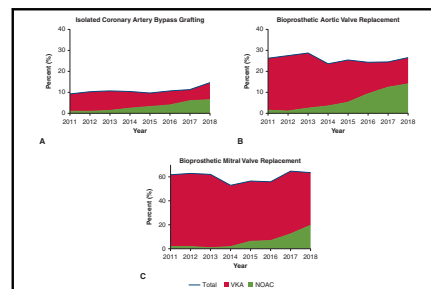 Isolated Coronary Artery Bypass Grafting
Percent (%)
40
30
20
10
0
2011 2012 2013 2014 2015 2016 2017 2018
Year
A
Bioprosthetic Aortic Valve Replacement
Percent (%)
40
30
20
10
0
2011 2012 2013 2014 2015 2016 2017 2018
Year
B
Bioprosthetic Mitral Valve Replacement
Percent (%)
60
40
20
0
2011 2012 2013 2014 2015 2016 2017 2018
Year
C
Total VKA NOAC